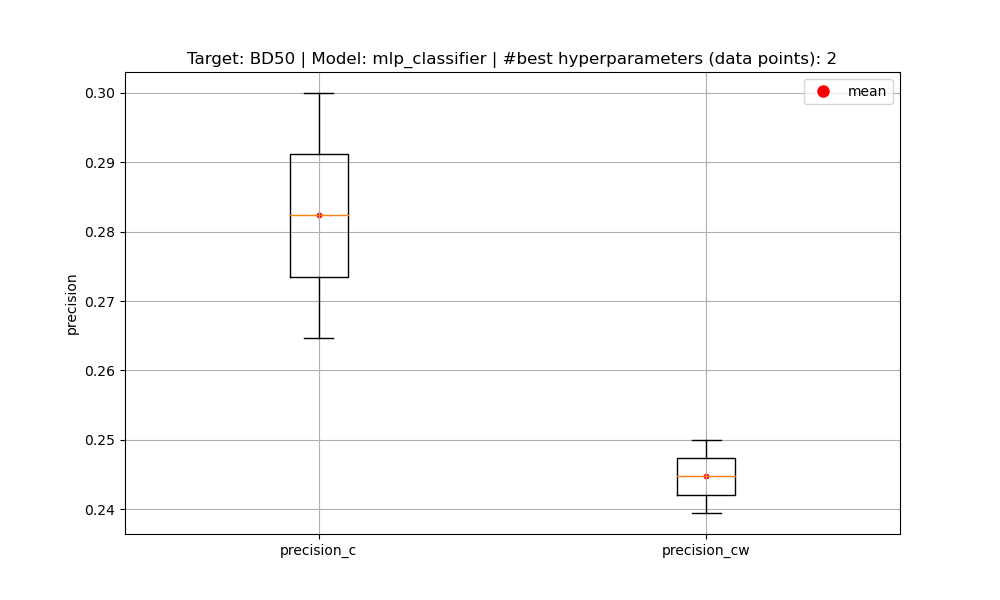 Target: BD50 | Model: mlp_classifier | #best hyperparameters (data points): 2
mean
precision
0.30
0.29
0.28
0.27
0.26
0.25
0.24
precision_c
precision_cw